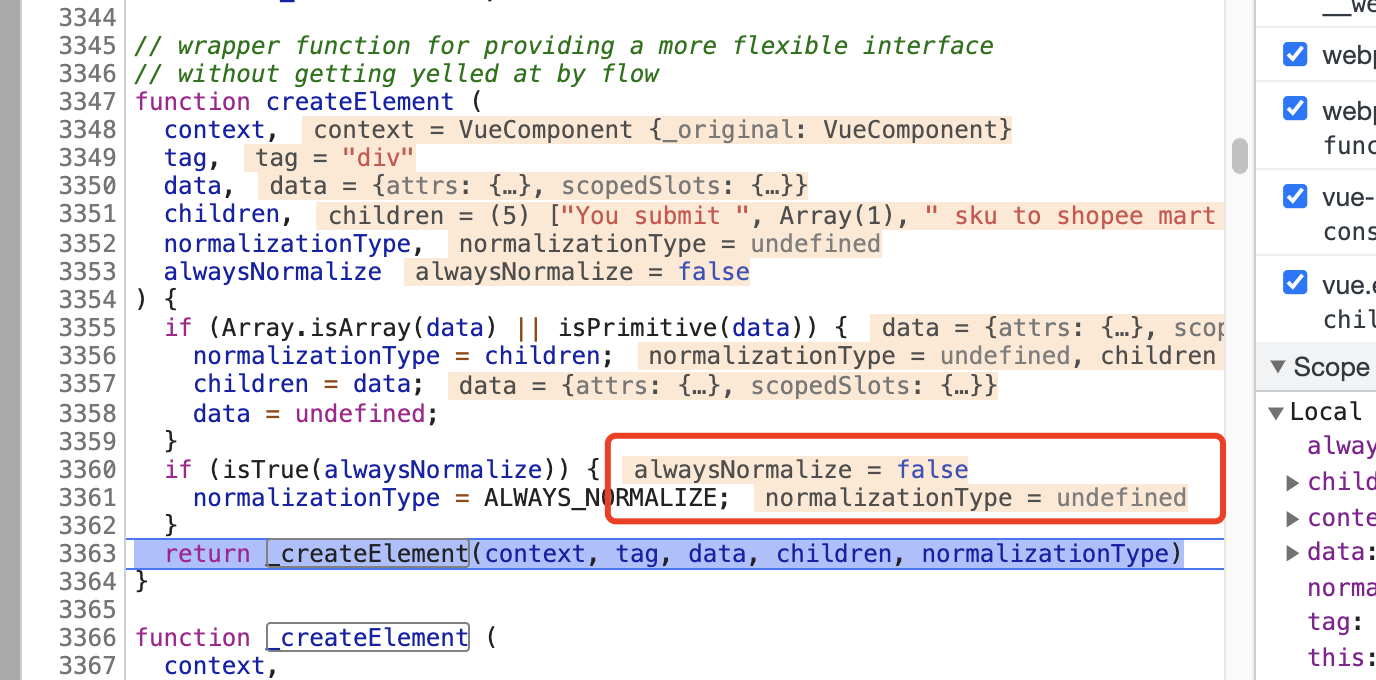 3344
3345 // wrapper function for providing a more flexible interface
3346 // without getting yelled at by flow
3347 function createElement (
3348 context, context = VueComponent {_original: VueComponent}
3349 tag, tag = "div"
3350 data, data = {attrs: {…}, scopedSlots: {…}}
3351 children, children = (5) ["You submit ", Array(1), " sku to shopee mart
3352 normalizationType, normalizationType = undefined
3353 alwaysNormalize alwaysNormalize = false
3354 ) {
3355 if (Array.isArray(data) || isPrimitive(data)) { data = {attrs: {…}, scop
3356 normalizationType = children; normalizationType = undefined, children
3357 children = data; data = {attrs: {…}, scopedSlots: {…}}
3358 data = undefined;
3359 }
3360 if (isTrue(alwaysNormalize)) { alwaysNormalize = false
3361 normalizationType = ALWAYS_NORMALIZE; normalizationType = undefined
3362 }
3363 return _createElement(context, tag, data, children, normalizationType)
3364 }
3365
3366 function _createElement (
3367 context,
__we
webp
webp
func
vue-
cons
vue.e
chil
Scope
Local
alway
child
conte
data:
norma
tag:
this: